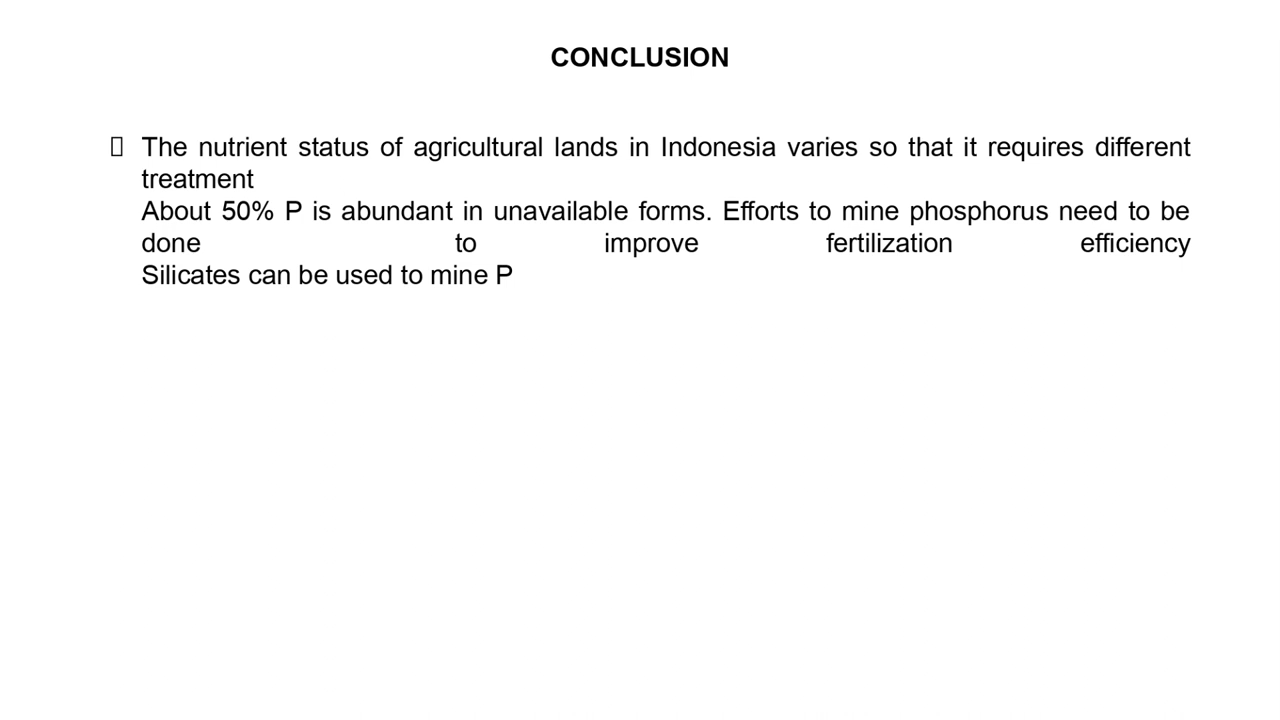 CONCLUSION
The nutrient status of agricultural lands in Indonesia varies so that it requires different
treatment
About 50% P is abundant in unavailable forms. Efforts to mine phosphorus need to be
done to improve fertilization efficiency
Silicates can be used to mine P